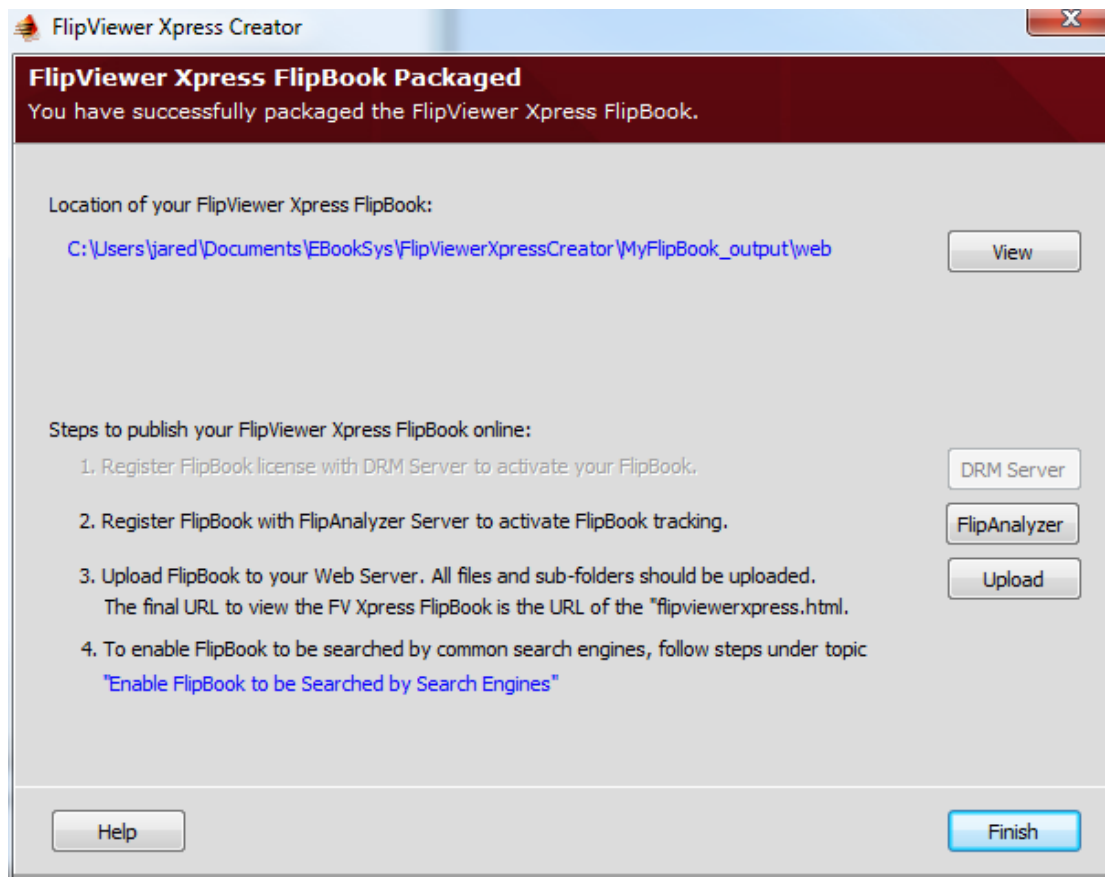 FlipViewer Xpress Creator
X
FlipViewer Xpress FlipBook Packaged
You have successfully packaged the FlipViewer Xpress FlipBook.
Location of your FlipViewer Xpress FlipBook:
C:\Users\jared\Documents\EBookSys\FlipViewerXpressCreator\MyFlipBook_output\web
View
Steps to publish your FlipViewer Xpress FlipBook online:
1. Register FlipBook license with DRM Server to activate your FlipBook.
DRM Server
2. Register FlipBook with FlipAnalyzer Server to activate FlipBook tracking.
FlipAnalyzer
3. Upload FlipBook to your Web Server. All files and sub-folders should be uploaded.
Upload
The final URL to view the FV Xpress FlipBook is the URL of the "flipviewerxpress.html.
4. To enable FlipBook to be searched by common search engines, follow steps under topic
"Enable FlipBook to be Searched by Search Engines"
Help
Finish